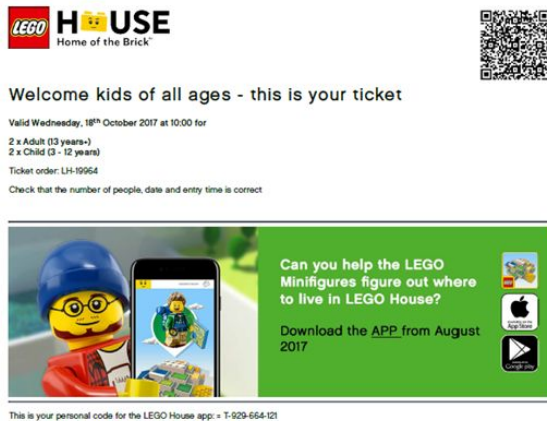 LEGO HOUSE
Home of the Brick™
Welcome kids of all ages - this is your ticket
Valid Wednesday, 18th October 2017 at 10:00 for
2 x Adult (13 years+)
2 x Child (3 - 12 years)
Ticket order: LH-19964
Check that the number of people, date and entry time is correct
Can you help the LEGO
Minifigures figure out where
to live in LEGO House?
Download the APP from August
2017
App Store
Google play
This is your personal code for the LEGO House app: = T-929-664-121